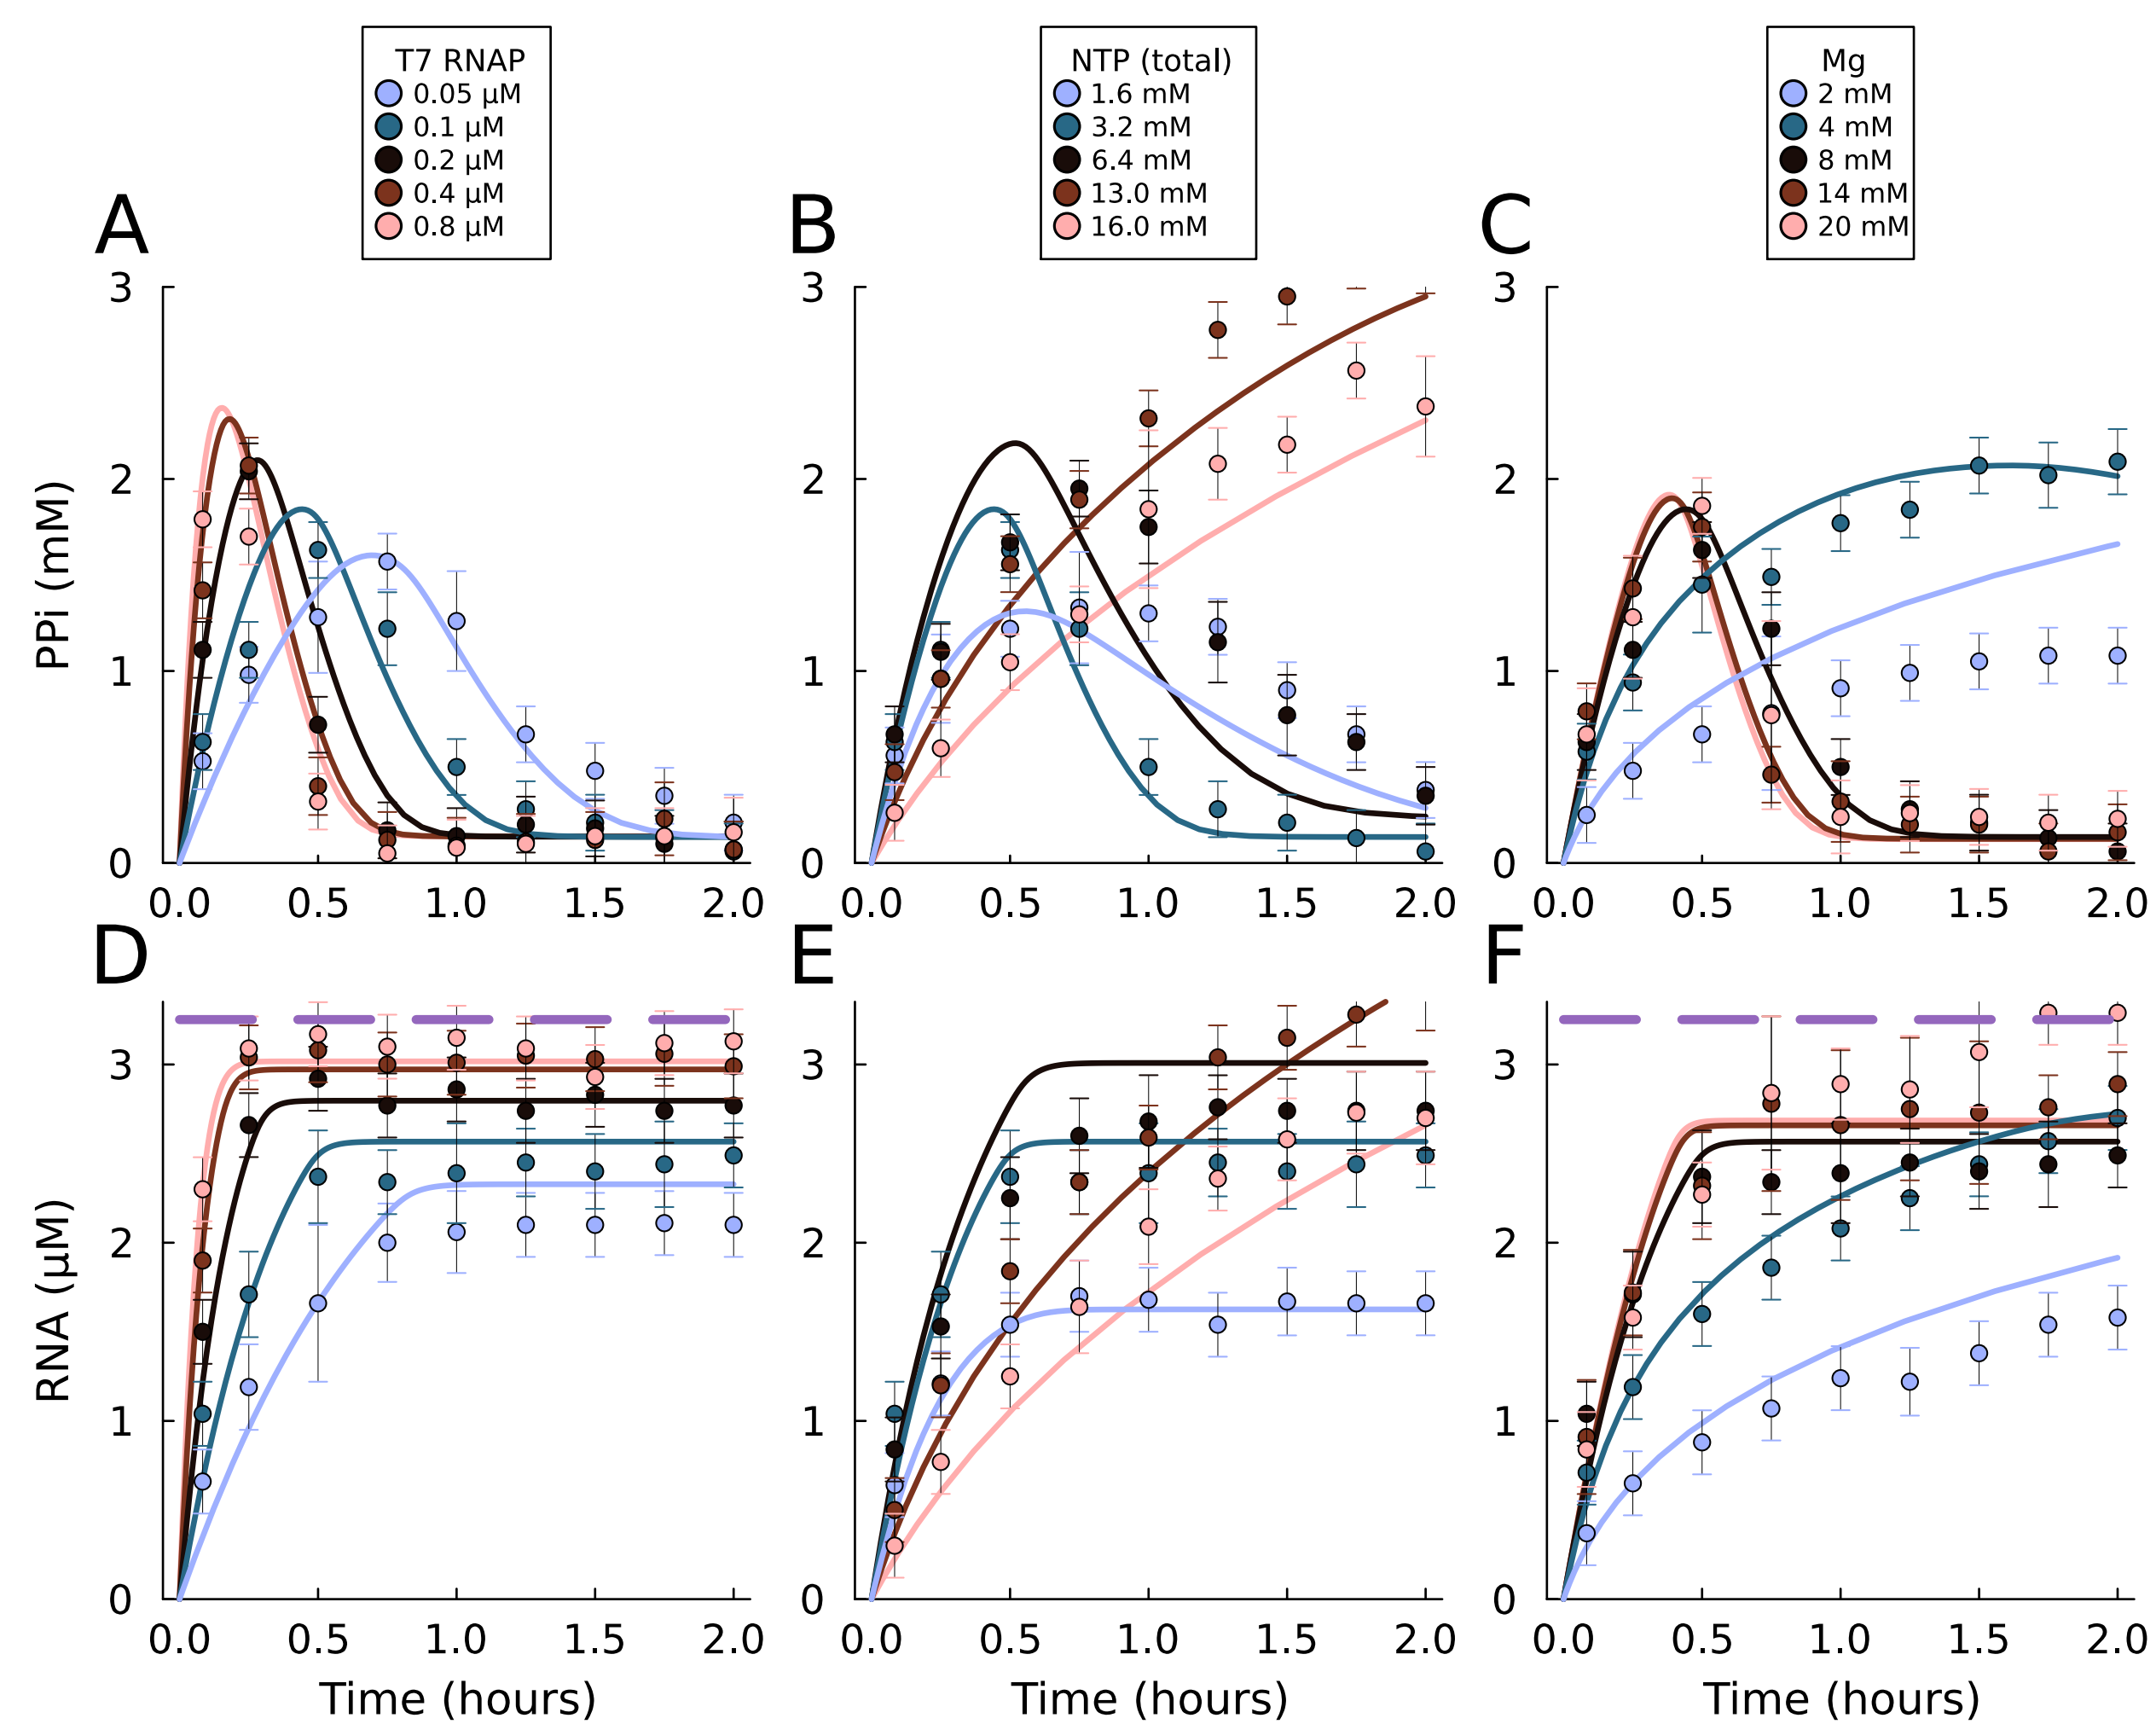 T7 RNAP
0.05 µM
0.1 µM
0.2 µM
0.4 µM
0.8 µM
NTP (total)
1.6 mM
3.2 mM
6.4 mM
13.0 mM
16.0 mM
Mg
2 mM
4 mM
8 mM
14 mM
20 mM
A
PPi (mM)
3
2
1
0
0.0 0.5 1.0 1.5 2.0
B
3
2
1
0
0.0 0.5 1.0 1.5 2.0
C
3
2
1
0
0.0 0.5 1.0 1.5 2.0
D
RNA (µM)
3
2
1
0
0.0 0.5 1.0 1.5 2.0
Time (hours)
E
3
2
1
0
0.0 0.5 1.0 1.5 2.0
Time (hours)
F
3
2
1
0
0.0 0.5 1.0 1.5 2.0
Time (hours)